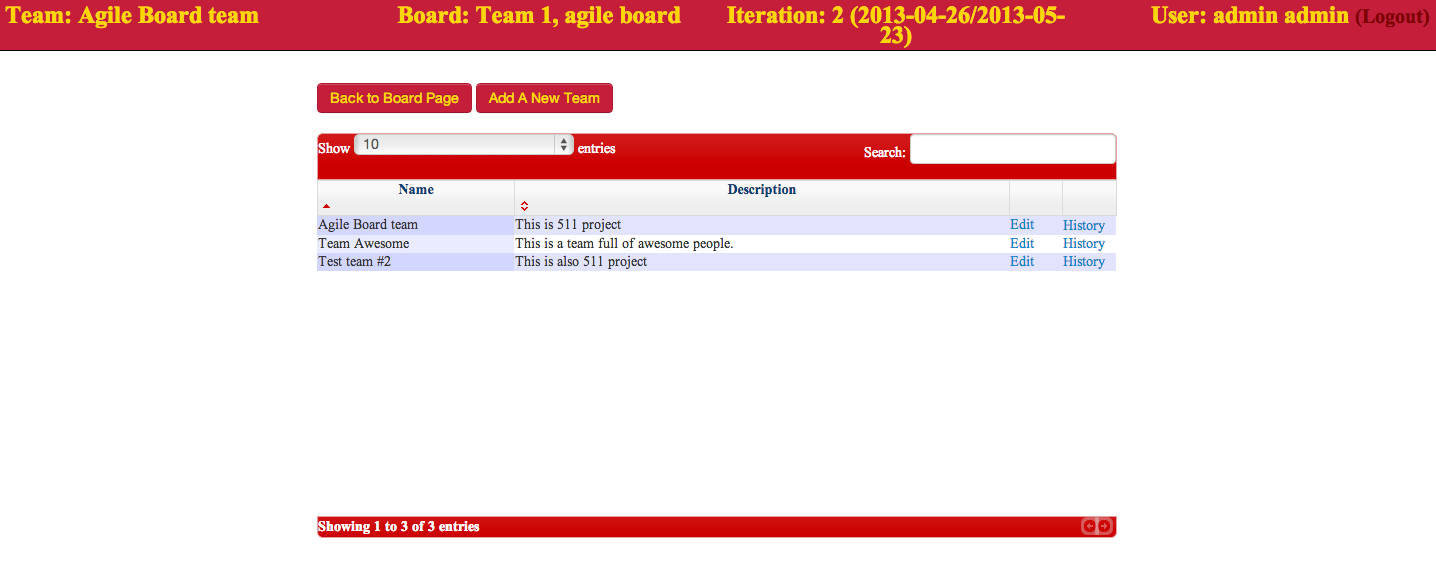 Team: Agile Board team
Board: Team 1, agile board
Iteration: 2 (2013-04-26/2013-05-
23)
User: admin admin (Logout)
Back to Board Page
Add A New Team
Show 10 entries
Search:
Name Description
Agile Board team This is 511 project Edit History
Team Awesome This is a team full of awesome people. Edit History
Test team #2 This is also 511 project Edit History
Showing 1 to 3 of 3 entries